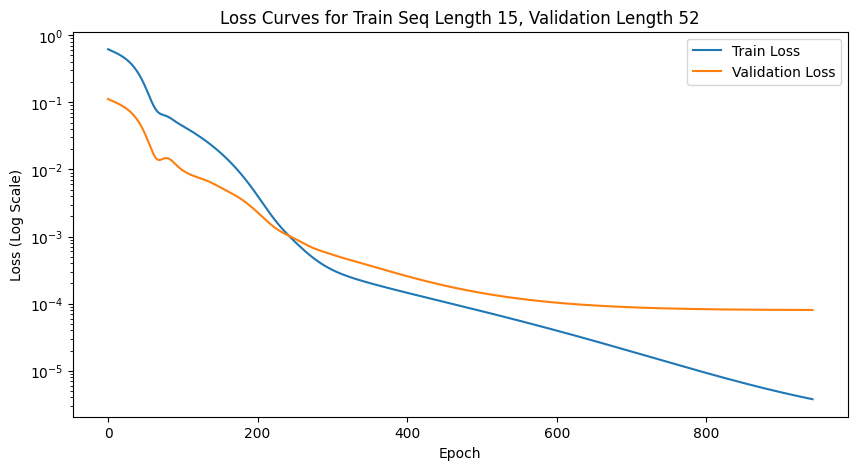 Loss Curves for Train Seq Length 15, Validation Length 52
Train Loss
Validation Loss
Loss (Log Scale)
10⁰
10⁻¹
10⁻²
10⁻³
10⁻⁴
10⁻⁵
0 200 400 600 800
Epoch